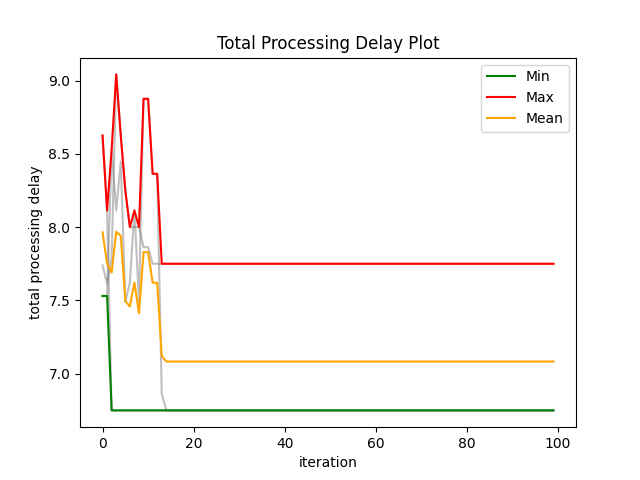 Total Processing Delay Plot
Min
Max
Mean
total processing delay
9.0
8.5
8.0
7.5
7.0
0 20 40 60 80 100
iteration